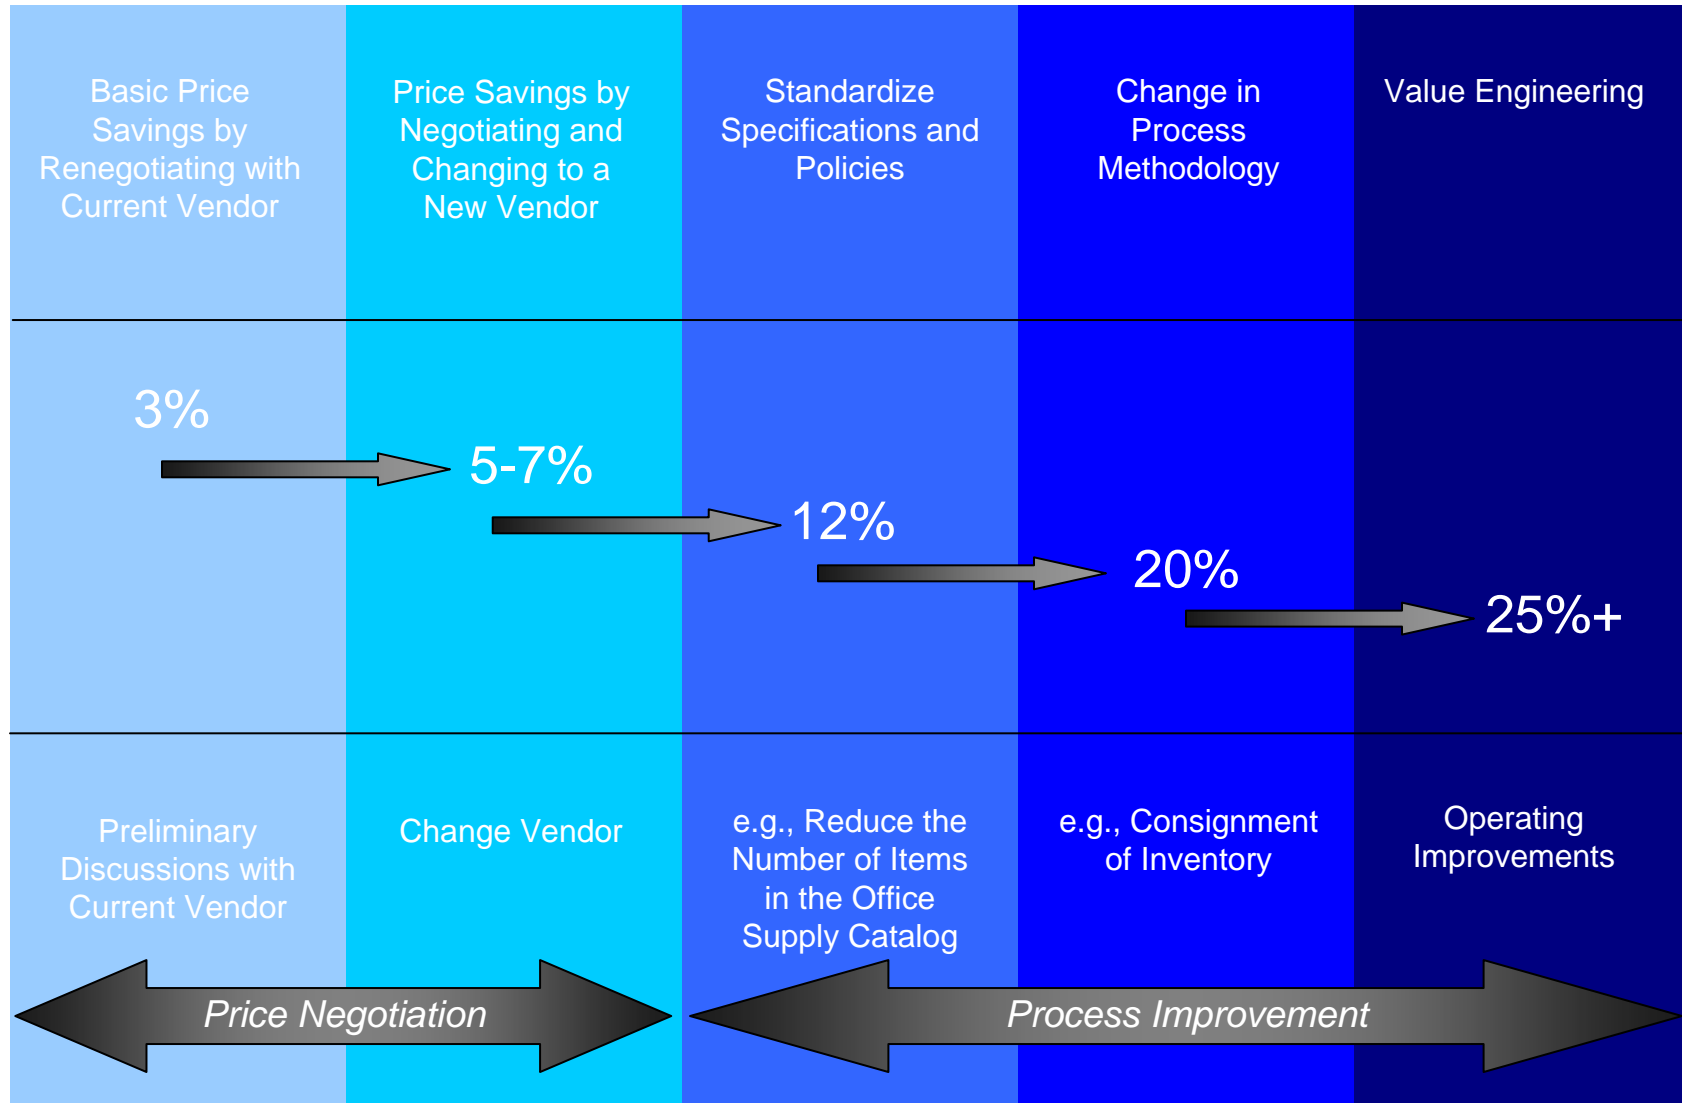 Basic Price
Savings by
Renegotiating with
Current Vendor
Price Savings by
Negotiating and
Changing to a
New Vendor
Standardize
Specifications and
Policies
Change in
Process
Methodology
Value Engineering
3%
5-7%
12%
20%
25%+
Preliminary
Discussions with
Current Vendor
Change Vendor
e.g., Reduce the
Number of Items
in the Office
Supply Catalog
e.g., Consignment
of Inventory
Operating
Improvements
Price Negotiation
Process Improvement